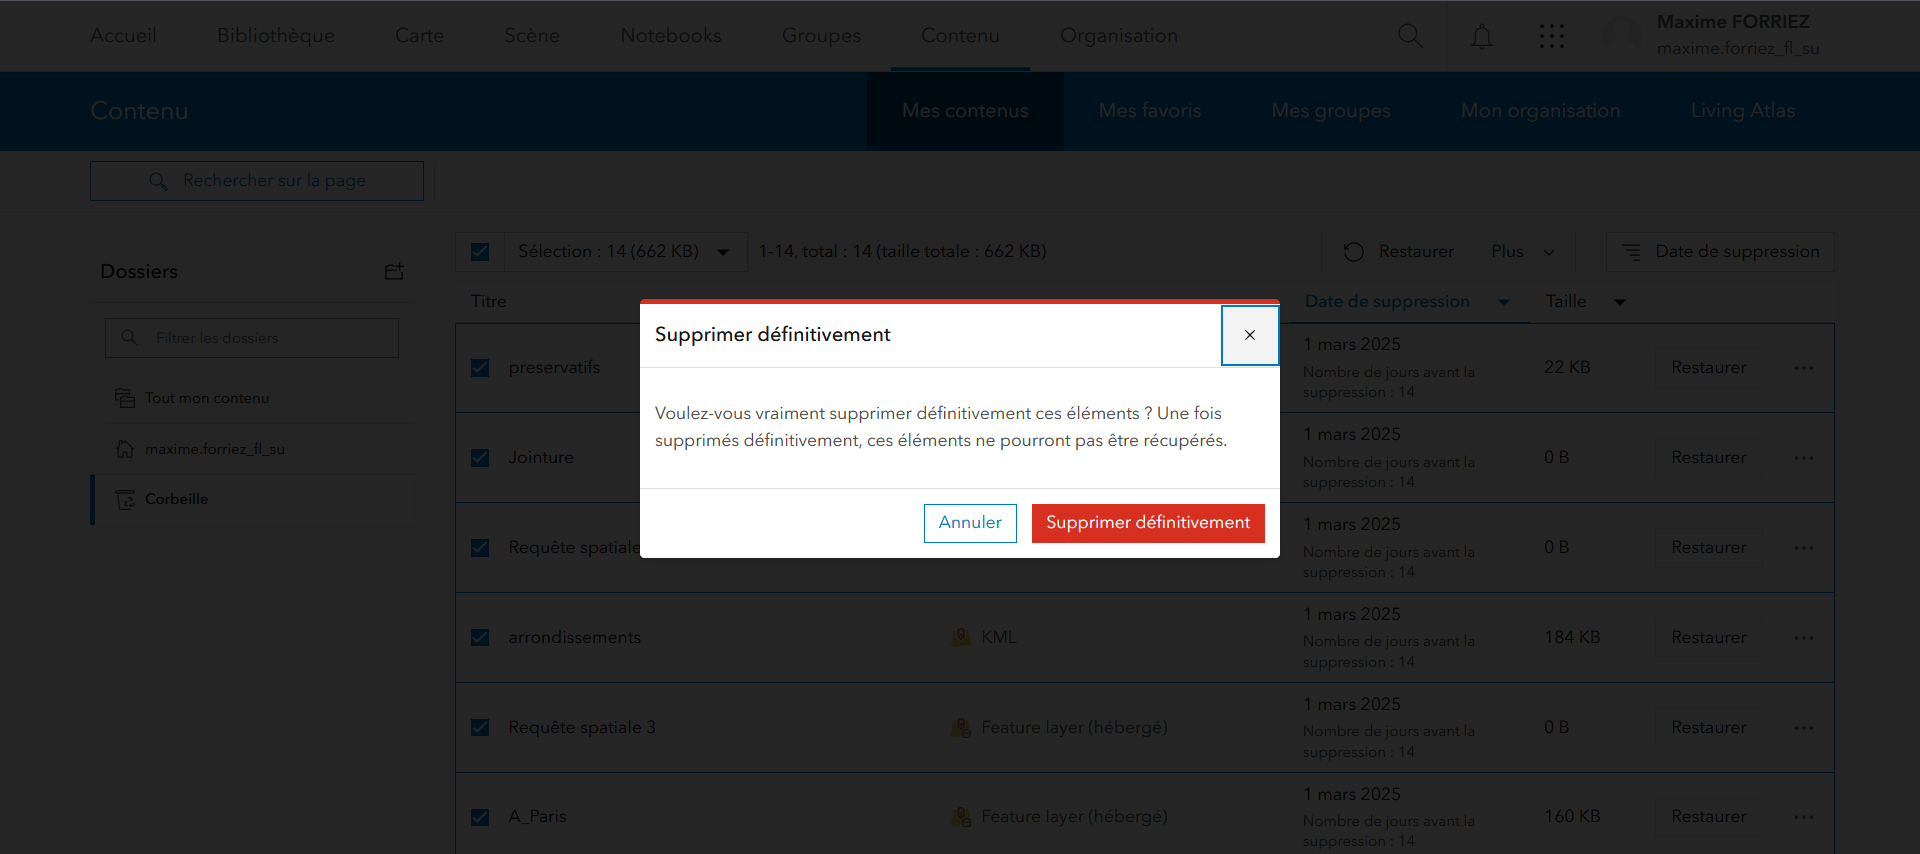 Accueil Bibliothèque Carte Scène Notebooks Groupes Contenu Organisation
Maxime FORRIEZ
maxime.forriez_fl_su
Contenu
Mes contenus Mes favoris Mes groupes Mon organisation Living Atlas
Rechercher sur la page
Dossiers
Filtrer les dossiers
Tout mon contenu
maxime.forriez_fl_su
Corbeille
Sélection : 14 (662 KB) 1-14, total : 14 (taille totale : 662 KB) Restaurer Plus Date de suppression
Titre Date de suppression Taille
Supprimer définitivement
Voulez-vous vraiment supprimer définitivement ces éléments ? Une fois
supprimés définitivement, ces éléments ne pourront pas être récupérés.
Annuler Supprimer définitivement
preservatifs 1 mars 2025 22 KB Restaurer
Nombre de jours avant la
suppression : 14
Jointure 1 mars 2025 0 B Restaurer
Nombre de jours avant la
suppression : 14
Requête spatiale 1 mars 2025 0 B Restaurer
Nombre de jours avant la
suppression : 14
arrondissements KML 1 mars 2025 184 KB Restaurer
Nombre de jours avant la
suppression : 14
Requête spatiale 3 Feature layer (hébergé) 1 mars 2025 0 B Restaurer
Nombre de jours avant la
suppression : 14
A_Paris Feature layer (hébergé) 1 mars 2025 160 KB Restaurer
Nombre de jours avant la
suppression : 14